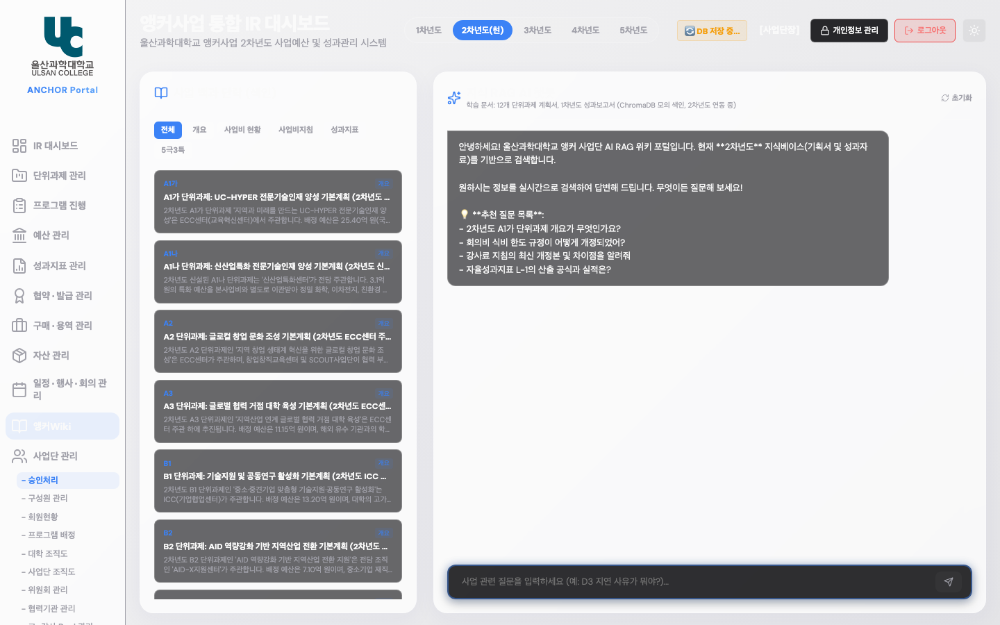 UC
울산과학대학교
ULSAN COLLEGE
ANCHOR Portal
IR 대시보드
단위과제 관리
프로그램 진행
예산 관리
성과지표 관리
협약·발급 관리
구매·용역 관리
자산 관리
일정·행사·회의 관
리
앵커Wiki
사업단 관리
- 승인처리
- 구성원 관리
- 회원현황
- 프로그램 배정
- 대학 조직도
- 사업단 조직도
- 위원회 관리
- 협력기관 관리
앵커사업 통합 IR 대시보드
울산과학대학교 앵커사업 2차년도 사업예산 및 성과관리 시스템
1차년도 2차년도(현) 3차년도 4차년도 5차년도
DB 저장 중...
[사업단장]
개인정보 관리
로그아웃
전체 개요 사업비 현황 사업비지침 성과지표
5극3특
A1가 개요
A1가 단위과제: UC-HYPER 전문기술인재 양성 기본계획 (2차년도 ...
2차년도 A1가 단위과제 '지역과 미래를 만드는 UC-HYPER 전문기술인재 양
성'은 ECC센터(교육혁신센터)에서 주관합니다. 배정 예산은 25.40억 원(국...
A1나 개요
A1나 단위과제: 신산업특화 전문기술인재 양성 기본계획 (2차년도 신...
2차년도 신설된 A1나 단위과제는 '신산업특화센터'가 전담 주관합니다. 3.1억
원의 특화 예산을 본사업비와 별도로 이관받아 정밀 화학, 이차전지, 친환경 ...
A2 개요
A2 단위과제: 글로컬 창업 문화 조성 기본계획 (2차년도 ECC센터 주...
2차년도 A2 단위과제인 '지역 창업 생태계 혁신을 위한 글로컬 창업 문화 조
성'은 ECC센터가 주관하며, 창업창직교육센터 및 SCOUT사업단이 협력 부...
A3 개요
A3 단위과제: 글로벌 협력 거점 대학 육성 기본계획 (2차년도 ECC센...
2차년도 A3 단위과제인 '지역산업 연계 글로벌 협력 거점 대학 육성'은 ECC센
터 주관 하에 추진됩니다. 배정 예산은 11.15억 원이며, 해외 유수 기관과의 학...
B1 개요
B1 단위과제: 기술지원 및 공동연구 활성화 기본계획 (2차년도 ICC ...
2차년도 B1 단위과제인 '중소·중견기업 맞춤형 기술지원·공동연구 활성화'는
ICC(기업협업센터)가 주관합니다. 배정 예산은 13.20억 원이며, 대학의 고가...
B2 개요
B2 단위과제: AID 역량강화 기반 지역산업 전환 기본계획 (2차년도 ...
2차년도 B2 단위과제인 'AID 역량강화 기반 지역산업 전환 지원'은 전담 조직
인 'AID-X지원센터'가 주관합니다. 배정 예산은 7.10억 원이며, 중소기업 재직...
학습 문서: 12개 단위과제 계획서, 1차년도 성과보고서 (ChromaDB 모의 색인, 2차년도 연동 중)
초기화
안녕하세요! 울산과학대학교 앵커 사업단 AI RAG 위키 포털입니다. 현재 **2차년도** 지식베이스(기획서 및 성과자
료)를 기반으로 검색합니다.
원하시는 정보를 실시간으로 검색하여 답변해 드립니다. 무엇이든 질문해 보세요!
**추천 질문 목록**:
- 2차년도 A1가 단위과제 개요가 무엇인가요?
- 회의비 식비 한도 규정이 어떻게 개정되었어?
- 강사료 지침의 최신 개정본 및 차이점을 알려줘
- 자율성과지표 L-1의 산출 공식과 실적은?
사업 관련 질문을 입력하세요 (예: D3 지연 사유가 뭐야?)...